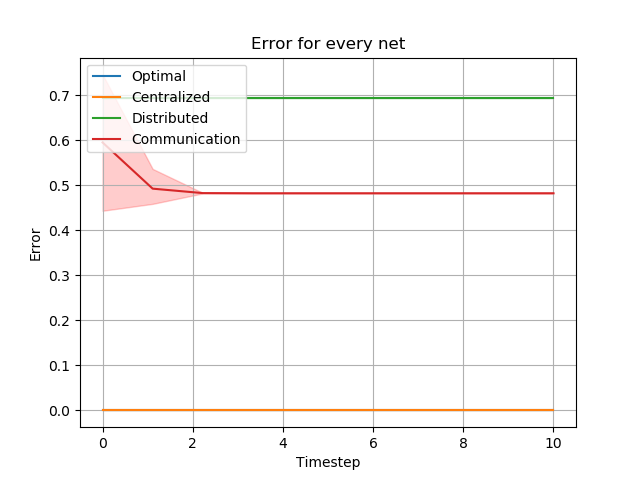 Error for every net
Optimal
Centralized
Distributed
Communication
0.7
0.6
0.5
0.4
0.3
0.2
0.1
0.0
Error
0 2 4 6 8 10
Timestep